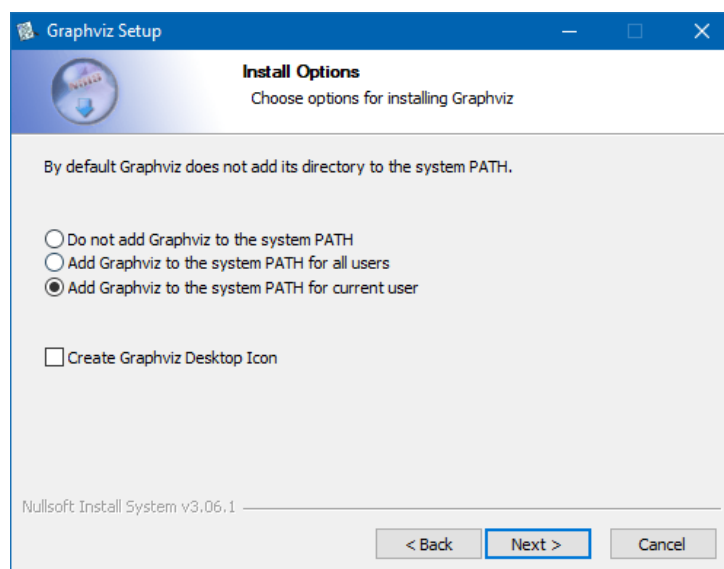 Graphviz Setup
Install Options
Choose options for installing Graphviz
By default Graphviz does not add its directory to the system PATH.
Do not add Graphviz to the system PATH
Add Graphviz to the system PATH for all users
Add Graphviz to the system PATH for current user
Create Graphviz Desktop Icon
Nullsoft Install System v3.06.1
< Back Next > Cancel